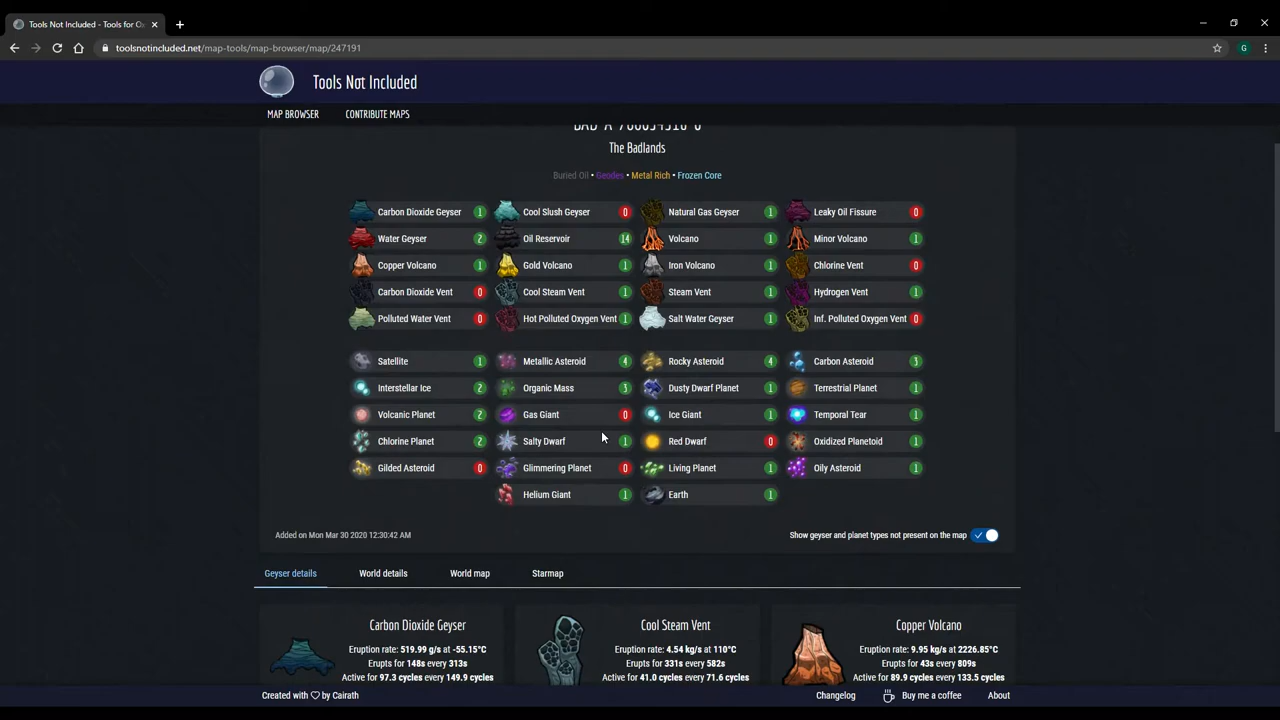 Tools Not Included - Tools for Ox
toolsnotincluded.net/map-tools/map-browser/map/247191
G
Tools Not Included
MAP BROWSER CONTRIBUTE MAPS
The Badlands
Buried Oil • Geodes • Metal Rich • Frozen Core
Carbon Dioxide Geyser 1 Cool Slush Geyser 0 Natural Gas Geyser 1 Leaky Oil Fissure 0
Water Geyser 2 Oil Reservoir 14 Volcano 1 Minor Volcano 1
Copper Volcano 1 Gold Volcano 1 Iron Volcano 1 Chlorine Vent 0
Carbon Dioxide Vent 0 Cool Steam Vent 1 Steam Vent 1 Hydrogen Vent 1
Polluted Water Vent 0 Hot Polluted Oxygen Vent 1 Salt Water Geyser 1 Inf. Polluted Oxygen Vent 0
Satellite 1 Metallic Asteroid 4 Rocky Asteroid 4 Carbon Asteroid 3
Interstellar Ice 2 Organic Mass 3 Dusty Dwarf Planet 1 Terrestrial Planet 1
Volcanic Planet 2 Gas Giant 0 Ice Giant 1 Temporal Tear 1
Chlorine Planet 2 Salty Dwarf 1 Red Dwarf 0 Oxidized Planetoid 1
Gilded Asteroid 0 Glimmering Planet 0 Living Planet 1 Oily Asteroid 1
Helium Giant 1 Earth 1
Added on Mon Mar 30 2020 12:30:42 AM Show geyser and planet types not present on the map
Geyser details World details World map Starmap
Carbon Dioxide Geyser Cool Steam Vent Copper Volcano
Eruption rate: 519.99 g/s at -55.15°C Eruption rate: 4.54 kg/s at 110°C Eruption rate: 9.95 kg/s at 2226.85°C
Erupts for 148s every 313s Erupts for 331s every 582s Erupts for 43s every 809s
Active for 97.3 cycles every 149.9 cycles Active for 41.0 cycles every 71.6 cycles Active for 89.9 cycles every 133.5 cycles
Created with ♡ by Cairath Changelog Buy me a coffee About